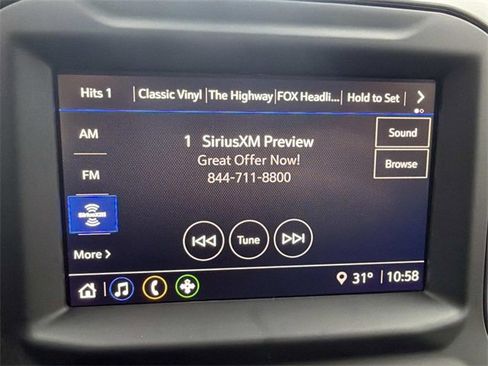 Hits 1 Classic Vinyl The Highway FOX Headli... Hold to Set
AM
1 SiriusXM Preview
Sound
Great Offer Now!
Browse
FM
844-711-8800
SiriusXM
Tune
More
31° 10:58